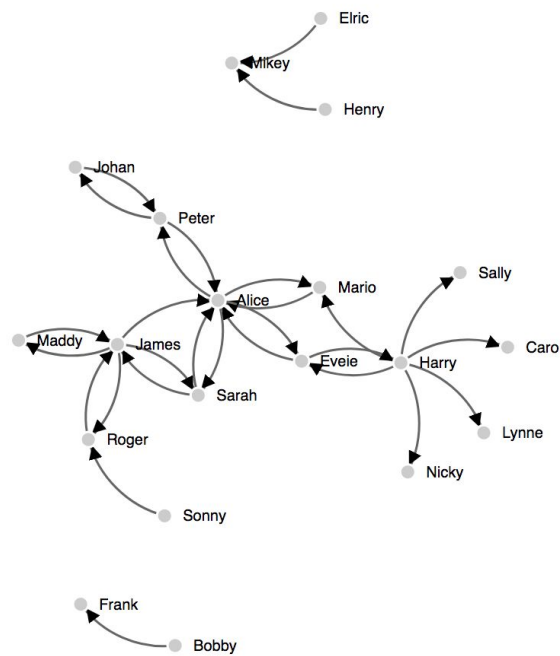 Elric
Mikey
Henry
Johan
Peter
Sally
Mario
Alice
Maddy
James
Caro
Eveie
Harry
Sarah
Lynne
Roger
Nicky
Sonny
Frank
Bobby